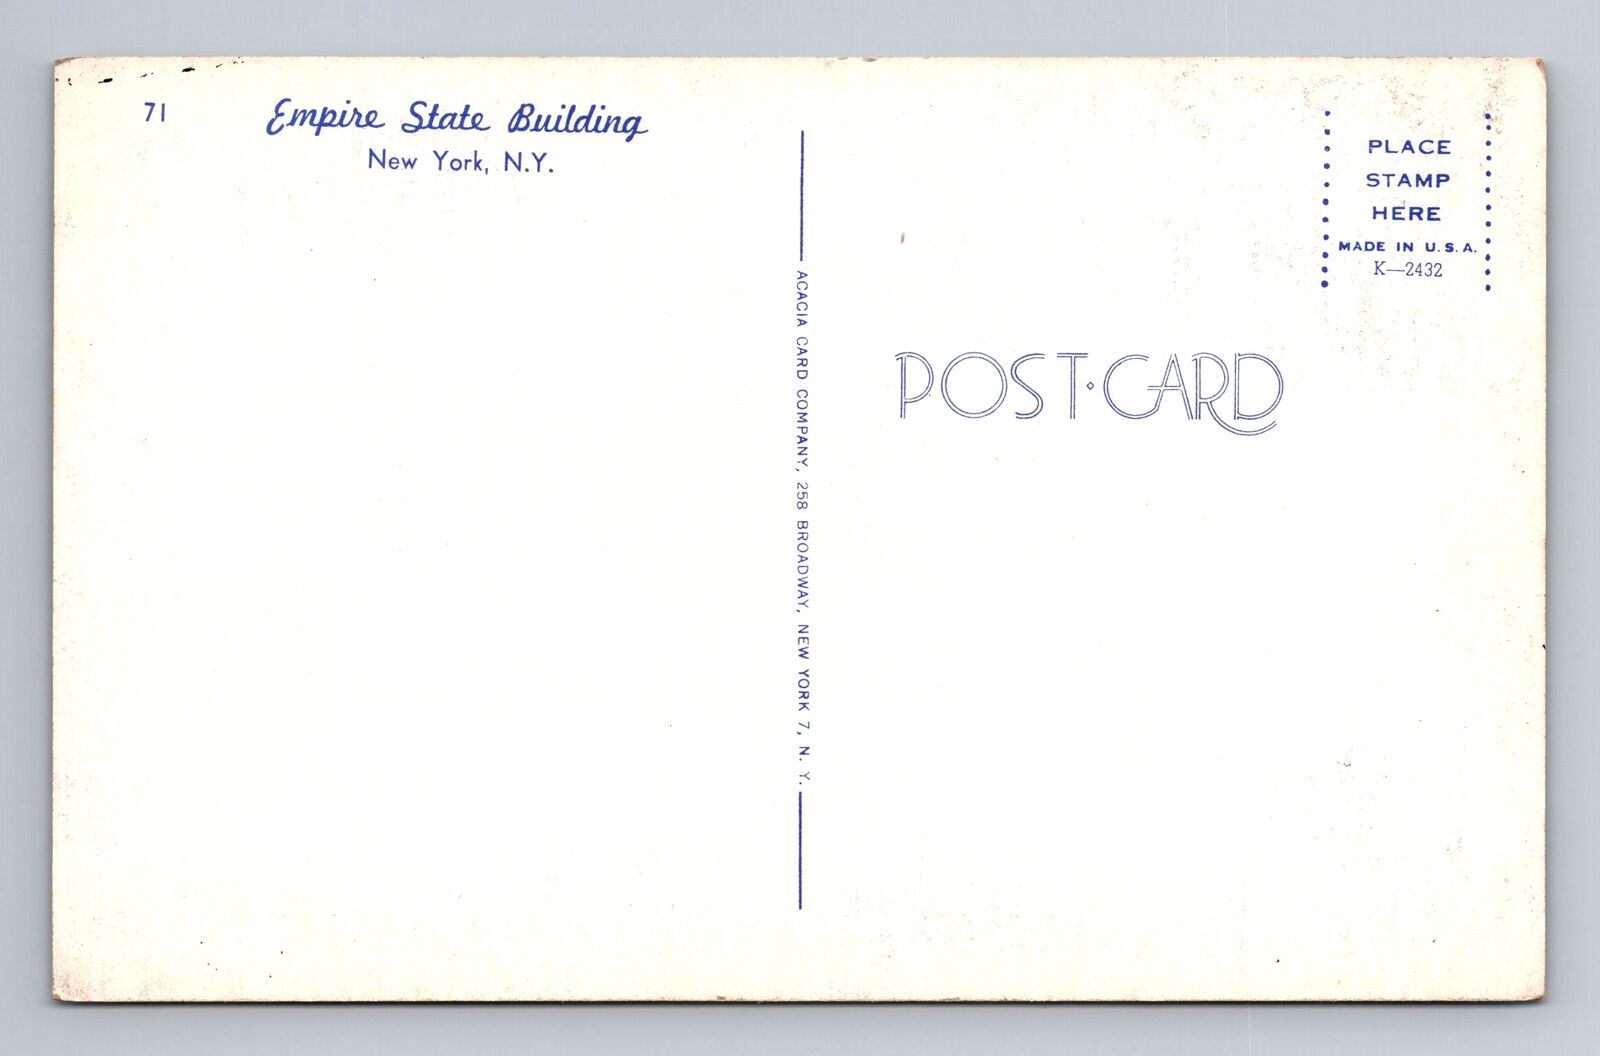 71
Empire State Building
New York, N.Y.
ACACIA CARD COMPANY, 258 BROADWAY, NEW YORK 7, N. Y.
PLACE
STAMP
HERE
MADE IN U.S.A.
K—2432
POST·CARD